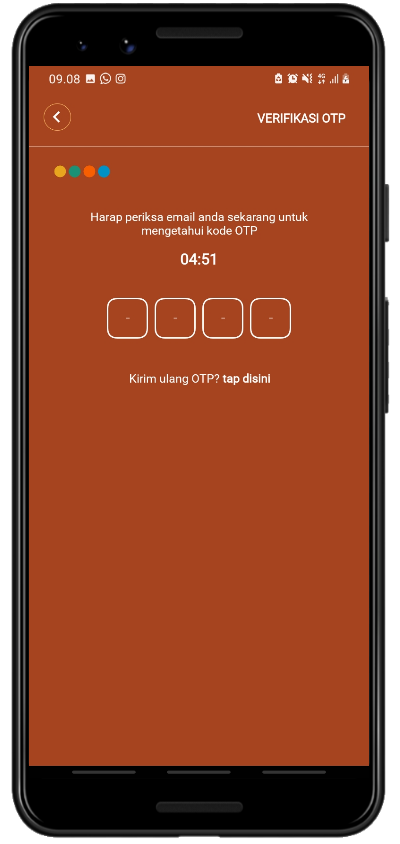 09.08
VERIFIKASI OTP
Harap periksa email anda sekarang untuk
mengetahui kode OTP
04:51
- - - -
Kirim ulang OTP? tap disini